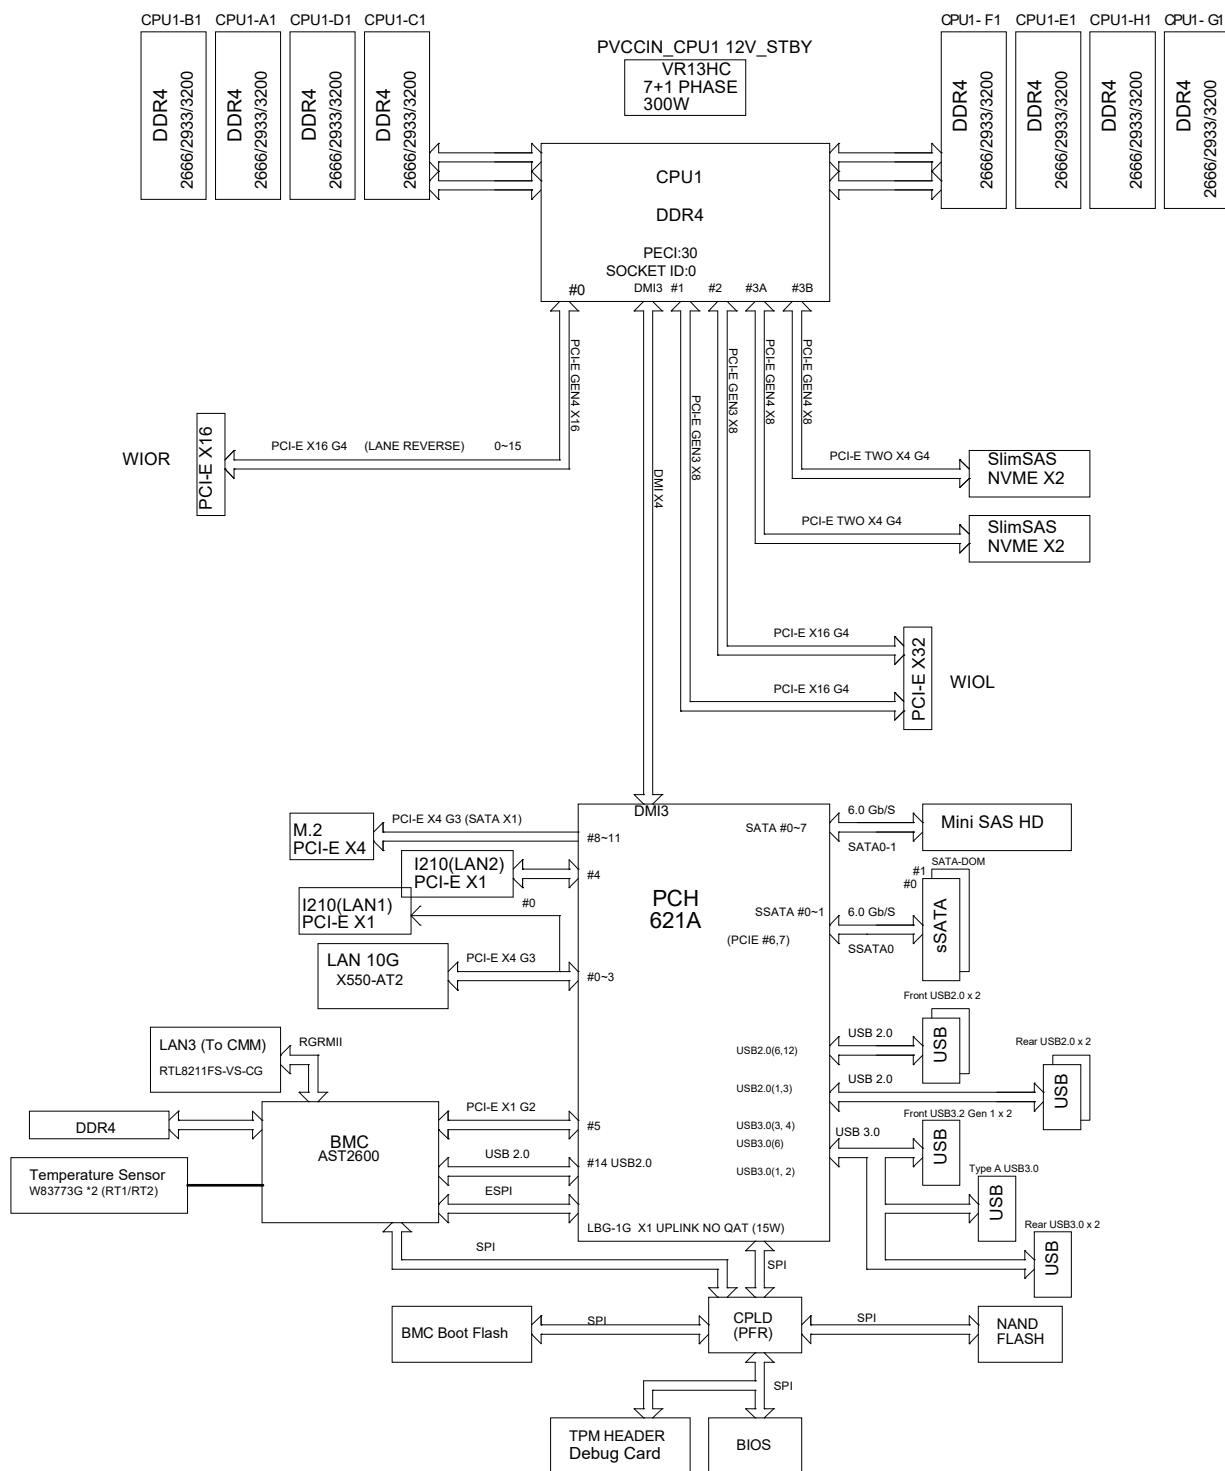 CPU1-B1
CPU1-A1
CPU1-D1
CPU1-C1
CPU1- F1
CPU1-E1
CPU1-H1
CPU1- G1
DDR4
2666/2933/3200
DDR4
2666/2933/3200
DDR4
2666/2933/3200
DDR4
2666/2933/3200
PVCCIN_CPU1 12V_STBY
VR13HC
7+1 PHASE
300W
DDR4
2666/2933/3200
DDR4
2666/2933/3200
DDR4
2666/2933/3200
DDR4
2666/2933/3200
CPU1
DDR4
PECI:30
SOCKET ID:0
#0
DMI3
#1
#2
#3A
#3B
PCI-E GEN4 X16
DMI X4
PCI-E GEN3 X8
PCI-E GEN3 X8
PCI-E GEN4 X8
PCI-E GEN4 X8
WIOR
PCI-E X16
PCI-E X16 G4 (LANE REVERSE) 0~15
PCI-E TWO X4 G4
SlimSAS
NVME X2
PCI-E TWO X4 G4
SlimSAS
NVME X2
PCI-E X16 G4
PCI-E X16 G4
PCI-E X32
WIOL
DMI3
M.2
PCI-E X4
PCI-E X4 G3 (SATA X1)
#8~11
I210(LAN2)
PCI-E X1
#4
I210(LAN1)
PCI-E X1
#0
LAN 10G
X550-AT2
PCI-E X4 G3
#0~3
PCH
621A
SATA #0~7
6.0 Gb/S
SATA0-1
Mini SAS HD
SSATA #0~1
(PCIE #6,7)
6.0 Gb/S
SSATA0
SATA-DOM
#1
#0
sSATA
Front USB2.0 x 2
USB2.0(6,12)
USB 2.0
USB
Rear USB2.0 x 2
USB2.0(1,3)
USB 2.0
USB
Front USB3.2 Gen 1 x 2
USB3.0(3, 4)
USB3.0(6)
USB3.0(1, 2)
USB 3.0
USB
Type A USB3.0
USB
Rear USB3.0 x 2
USB
LAN3 (To CMM)
RTL8211FS-VS-CG
RGRMII
DDR4
BMC
AST2600
Temperature Sensor
W83773G *2 (RT1/RT2)
PCI-E X1 G2
#5
USB 2.0
#14 USB2.0
ESPI
LBG-1G X1 UPLINK NO QAT (15W)
SPI
SPI
BMC Boot Flash
SPI
CPLD
(PFR)
SPI
NAND
FLASH
SPI
TPM HEADER
Debug Card
BIOS